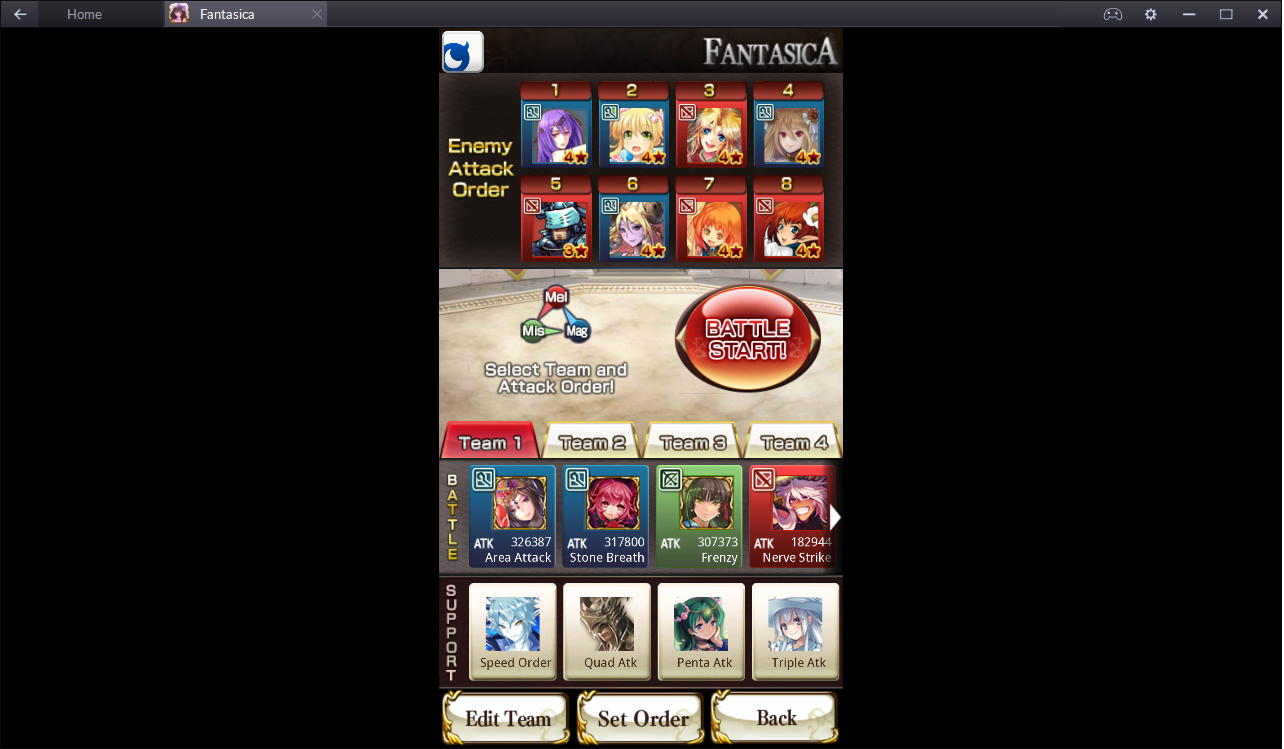 Home
Fantasica
FANTASICA
Enemy
Attack
Order
1
2
3
4
4★
4★
4★
4★
5
6
7
8
3★
4★
4★
4★
Mel
Mis
Mag
BATTLE
START!
Select Team and
Attack Order!
Team 1
Team 2
Team 3
Team 4
BATTLE
ATK 326387
Area Attack
ATK 317800
Stone Breath
ATK 307373
Frenzy
ATK 182944
Nerve Strike
SUPPORT
Speed Order
Quad Atk
Penta Atk
Triple Atk
Edit Team
Set Order
Back